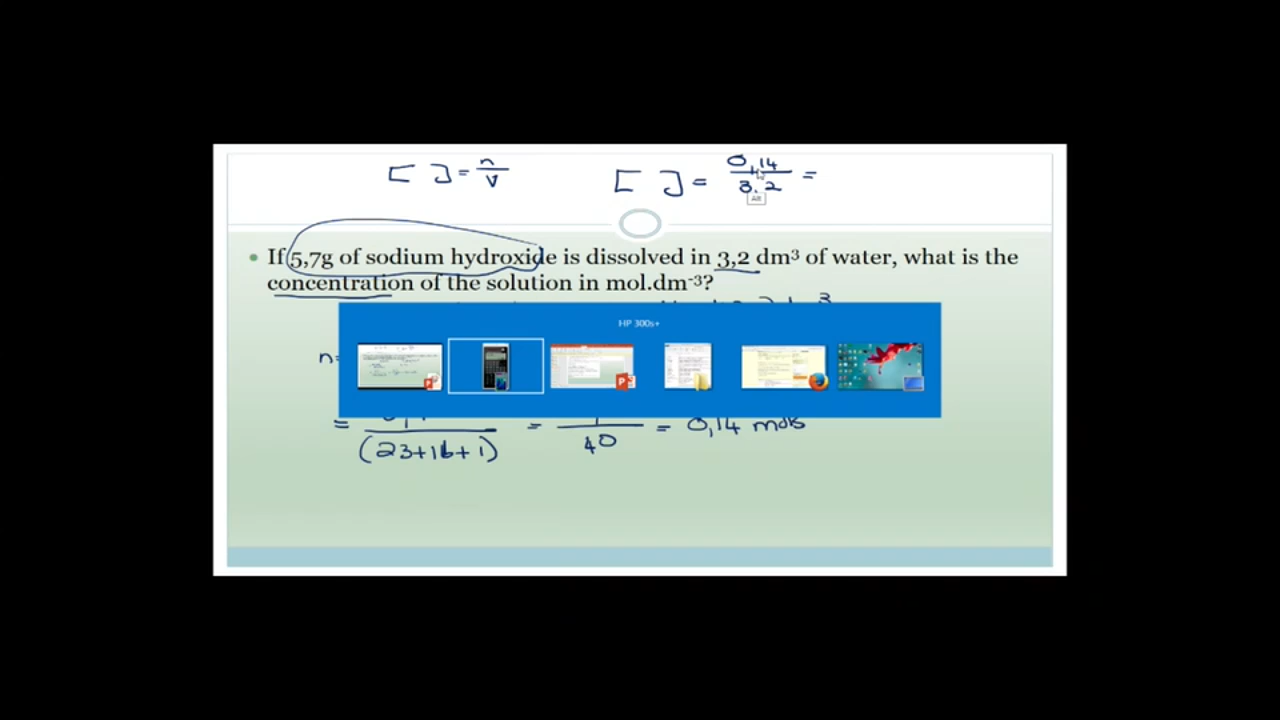 [ ] = n/v [ ] = 0,14/3.2 =
Alt
• If 5,7g of sodium hydroxide is dissolved in 3,2 dm³ of water, what is the
concentration of the solution in mol.dm⁻³?
HP 300s+
n=
= /(23+16+1) = /40 = 0,14 mols